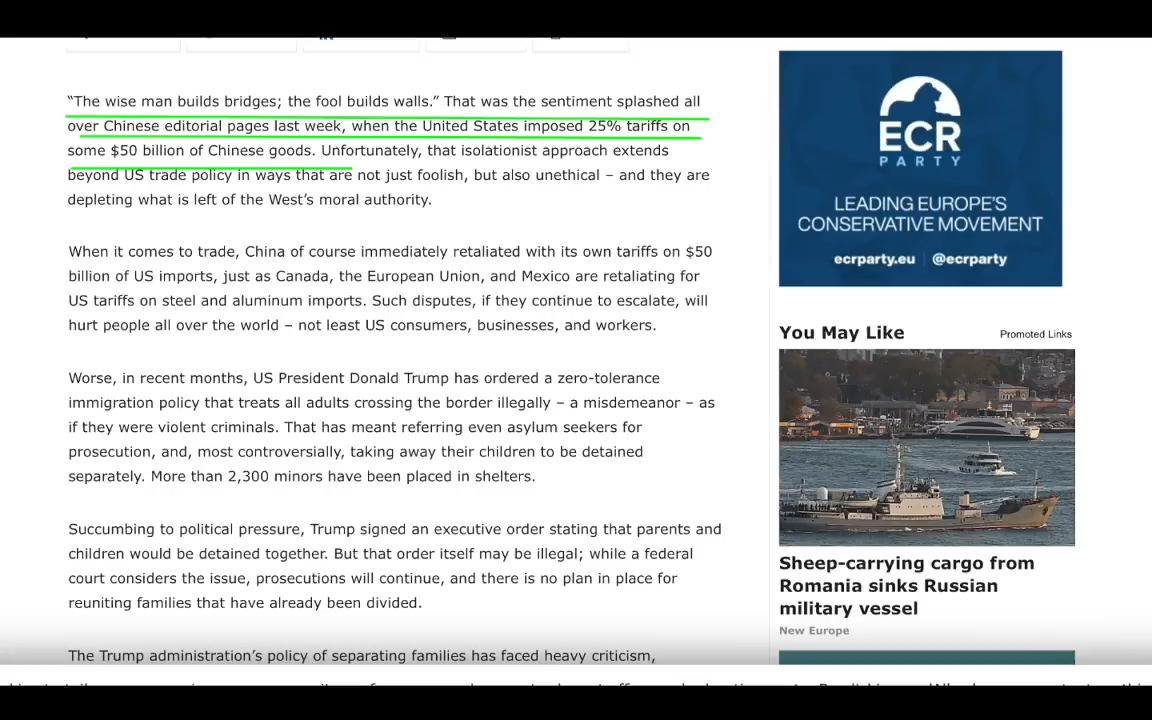 “The wise man builds bridges; the fool builds walls.” That was the sentiment splashed all
over Chinese editorial pages last week, when the United States imposed 25% tariffs on
some $50 billion of Chinese goods. Unfortunately, that isolationist approach extends
beyond US trade policy in ways that are not just foolish, but also unethical – and they are
depleting what is left of the West’s moral authority.
When it comes to trade, China of course immediately retaliated with its own tariffs on $50
billion of US imports, just as Canada, the European Union, and Mexico are retaliating for
US tariffs on steel and aluminum imports. Such disputes, if they continue to escalate, will
hurt people all over the world – not least US consumers, businesses, and workers.
Worse, in recent months, US President Donald Trump has ordered a zero-tolerance
immigration policy that treats all adults crossing the border illegally – a misdemeanor – as
if they were violent criminals. That has meant referring even asylum seekers for
prosecution, and, most controversially, taking away their children to be detained
separately. More than 2,300 minors have been placed in shelters.
Succumbing to political pressure, Trump signed an executive order stating that parents and
children would be detained together. But that order itself may be illegal; while a federal
court considers the issue, prosecutions will continue, and there is no plan in place for
reuniting families that have already been divided.
The Trump administration’s policy of separating families has faced heavy criticism,
ECR
PARTY
LEADING EUROPE'S
CONSERVATIVE MOVEMENT
ecrparty.eu | @ecrparty
You May Like
Promoted Links
Sheep-carrying cargo from
Romania sinks Russian
military vessel
New Europe